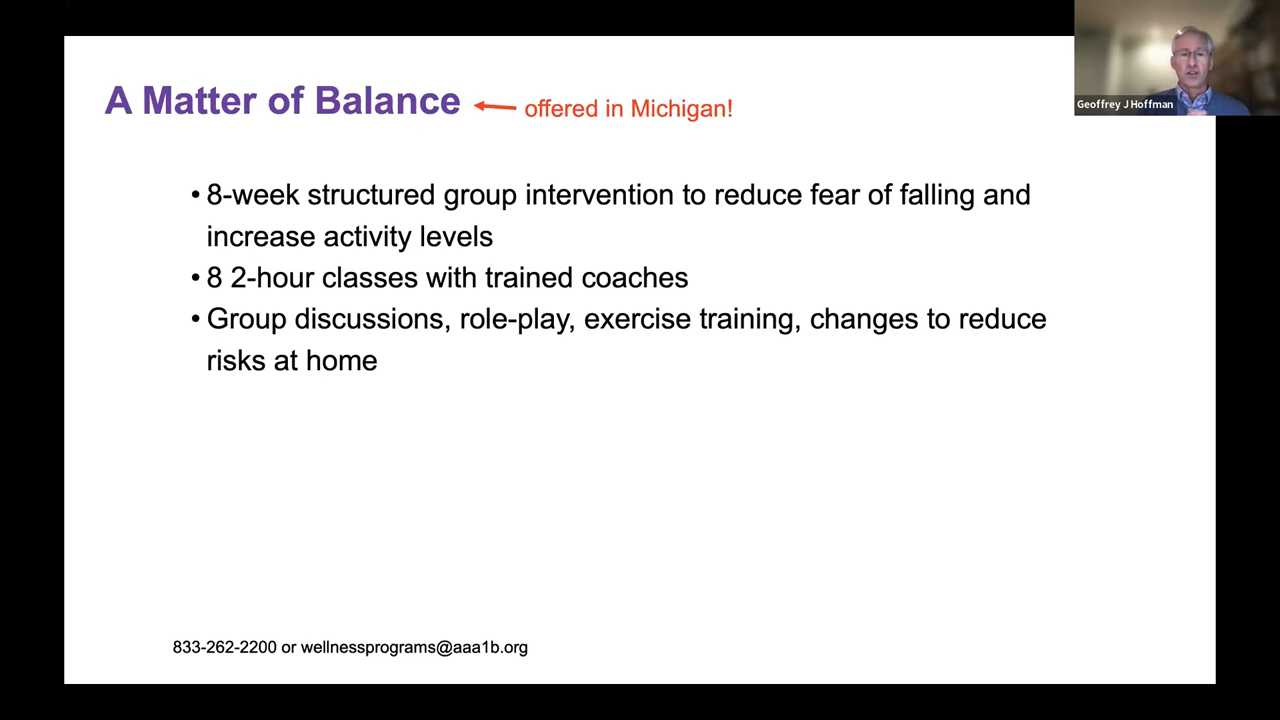 A Matter of Balance
offered in Michigan!
Geoffrey J Hoffman
• 8-week structured group intervention to reduce fear of falling and
increase activity levels
• 8 2-hour classes with trained coaches
• Group discussions, role-play, exercise training, changes to reduce
risks at home
833-262-2200 or wellnessprograms@aaa1b.org